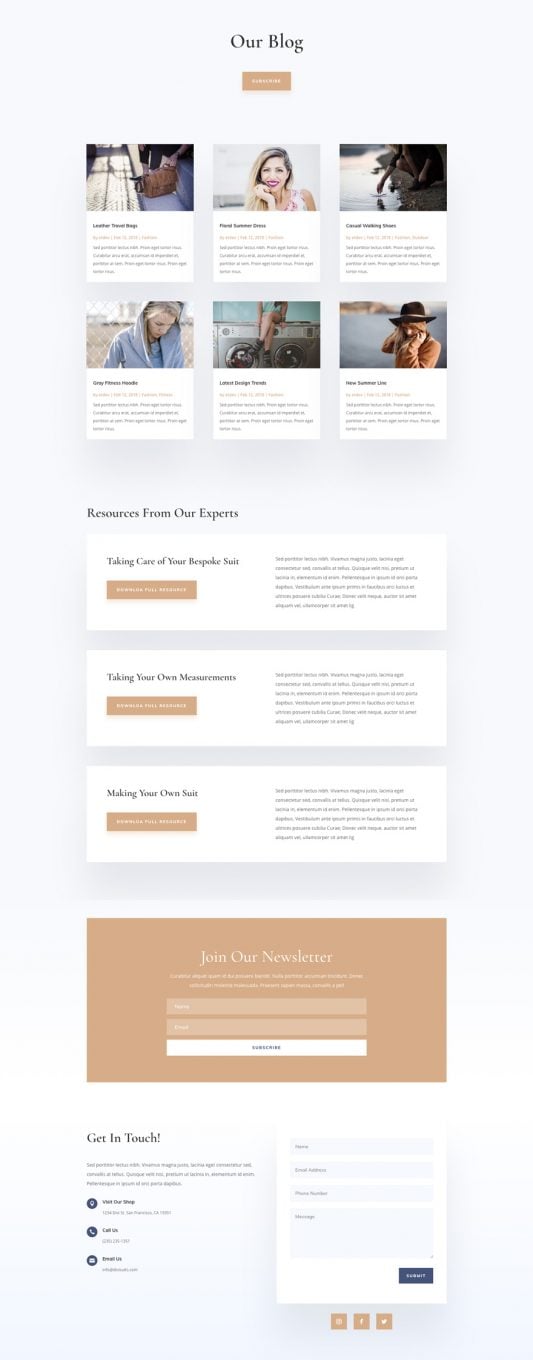 Our Blog
SUBSCRIBE
Leather Travel Bags
by etdev | Feb 12, 2018 | Fashion
Sed porttitor lectus nibh. Proin eget tortor risus.
Curabitur arcu erat, accumsan id imperdiet et,
porttitor at sem. Proin eget tortor risus. Proin eget
tortor risus.
Floral Summer Dress
by etdev | Feb 12, 2018 | Fashion
Sed porttitor lectus nibh. Proin eget tortor risus.
Curabitur arcu erat, accumsan id imperdiet et,
porttitor at sem. Proin eget tortor risus. Proin eget
tortor risus.
Casual Walking Shoes
by etdev | Feb 12, 2018 | Fashion, Outdoor
Sed porttitor lectus nibh. Proin eget tortor risus.
Curabitur arcu erat, accumsan id imperdiet et,
porttitor at sem. Proin eget tortor risus. Proin eget
tortor risus.
Gray Fitness Hoodie
by etdev | Feb 12, 2018 | Fashion, Fitness
Sed porttitor lectus nibh. Proin eget tortor risus.
Curabitur arcu erat, accumsan id imperdiet et,
porttitor at sem. Proin eget tortor risus. Proin eget
tortor risus.
Latest Design Trends
by etdev | Feb 12, 2018 | Fashion
Sed porttitor lectus nibh. Proin eget tortor risus.
Curabitur arcu erat, accumsan id imperdiet et,
porttitor at sem. Proin eget tortor risus. Proin eget
tortor risus.
New Summer Line
by etdev | Feb 12, 2018 | Fashion
Sed porttitor lectus nibh. Proin eget tortor risus.
Curabitur arcu erat, accumsan id imperdiet et,
porttitor at sem. Proin eget tortor risus. Proin eget
tortor risus.
Resources From Our Experts
Taking Care of Your Bespoke Suit
DOWNLOA FULL RESOURCE
Sed porttitor lectus nibh. Vivamus magna justo, lacinia eget
consectetur sed, convallis at tellus. Quisque velit nisi, pretium ut
lacinia in, elementum id enim. Pellentesque in ipsum id orci porta
dapibus. Vestibulum ante ipsum primis in faucibus orci luctus et
ultrices posuere cubilia Curae; Donec velit neque, auctor sit amet
aliquam vel, ullamcorper sit amet lig
Taking Your Own Measurements
DOWNLOA FULL RESOURCE
Sed porttitor lectus nibh. Vivamus magna justo, lacinia eget
consectetur sed, convallis at tellus. Quisque velit nisi, pretium ut
lacinia in, elementum id enim. Pellentesque in ipsum id orci porta
dapibus. Vestibulum ante ipsum primis in faucibus orci luctus et
ultrices posuere cubilia Curae; Donec velit neque, auctor sit amet
aliquam vel, ullamcorper sit amet lig
Making Your Own Suit
DOWNLOA FULL RESOURCE
Sed porttitor lectus nibh. Vivamus magna justo, lacinia eget
consectetur sed, convallis at tellus. Quisque velit nisi, pretium ut
lacinia in, elementum id enim. Pellentesque in ipsum id orci porta
dapibus. Vestibulum ante ipsum primis in faucibus orci luctus et
ultrices posuere cubilia Curae; Donec velit neque, auctor sit amet
aliquam vel, ullamcorper sit amet lig
Join Our Newsletter
Curabitur aliquet quam id dui posuere blandit. Nulla porttitor accumsan tincidunt. Donec
sollicitudin molestie malesuada. Praesent sapien massa, convallis a pell
Name
Email
SUBSCRIBE
Get In Touch!
Sed porttitor lectus nibh. Vivamus magna justo, lacinia eget consectetur sed,
convallis at tellus. Quisque velit nisi, pretium ut lacinia in, elementum id enim.
Pellentesque in ipsum id orci porta dapibus.
Visit Our Shop
1234 Divi St. San Francisco, CA
Call Us
(235) 235-1357
Email Us
Name
Email Address
Phone Number
Message
SUBMIT